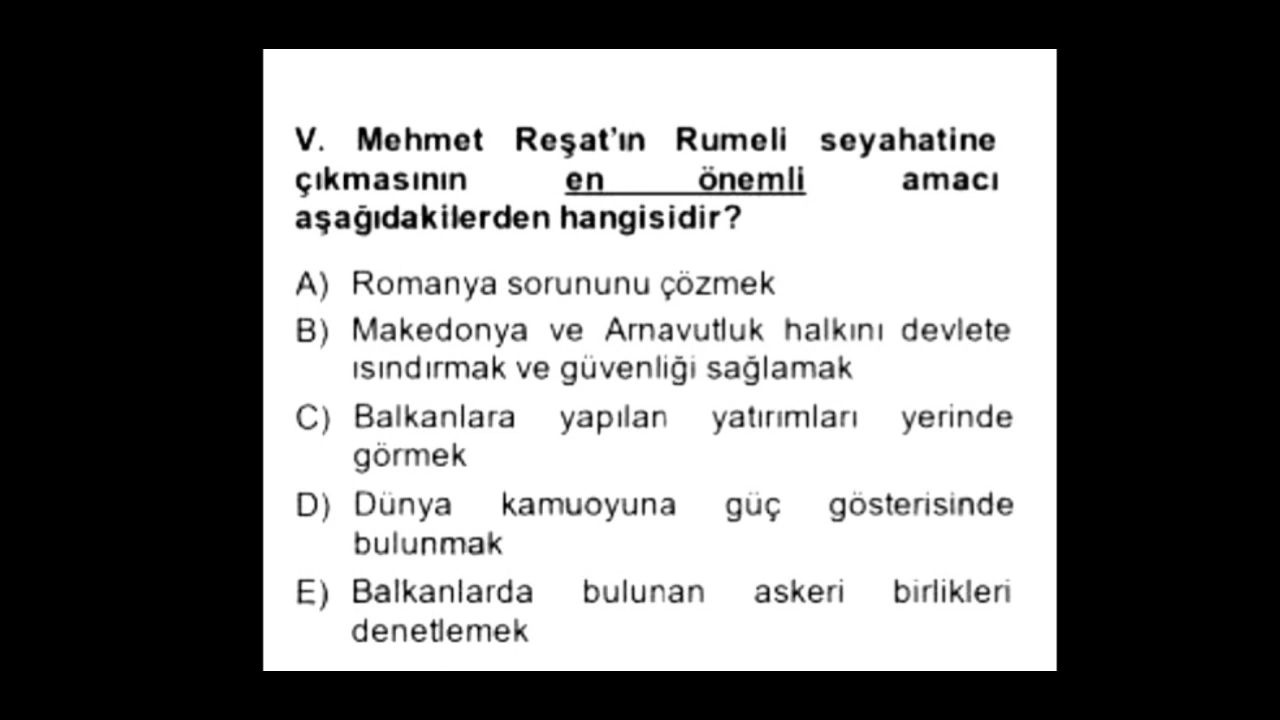 V. Mehmet Reşat'ın Rumeli seyahatine
çıkmasının en önemli amacı
aşağıdakilerden hangisidir?
A) Romanya sorununu çözmek
B) Makedonya ve Arnavutluk halkını devlete
ısındırmak ve güvenliği sağlamak
C) Balkanlara yapılan yatırımları yerinde
görmek
D) Dünya kamuoyuna güç gösterisinde
bulunmak
E) Balkanlarda bulunan askeri birlikleri
denetlemek